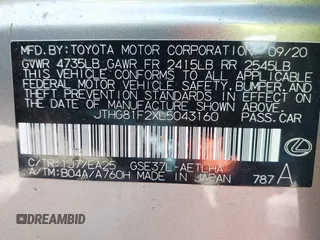 MFD. BY: TOYOTA MOTOR CORPORATION 09/20
GVWR 4735LB GAWR FR 2415LB RR 2545LB
THIS VEHICLE CONFORMS TO ALL APPLICABLE
FEDERAL MOTOR VEHICLE SAFETY, BUMPER, AND
THEFT PREVENTION STANDARDS IN EFFECT ON
THE DATE OF MANUFACTURE SHOWN ABOVE.
JTHG81F2XL5043160 PASS.CAR
C/TR: 1J7/EA25 GSE37L-AETLHA
A/TM: B04A/A760H MADE IN JAPAN 787 A
© DIRECLAMBID